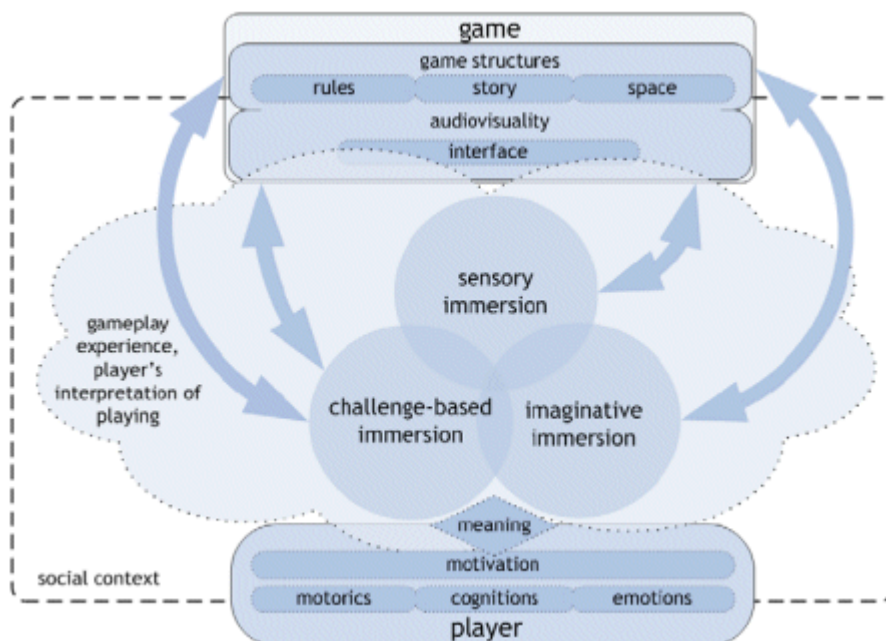 game
game structures
rules story space
audiovisuality
interface
sensory
immersion
gameplay
experience,
player's
interpretation of
playing
challenge-based
immersion
imaginative
immersion
meaning
social context
motivation
motorics cognitions emotions
player